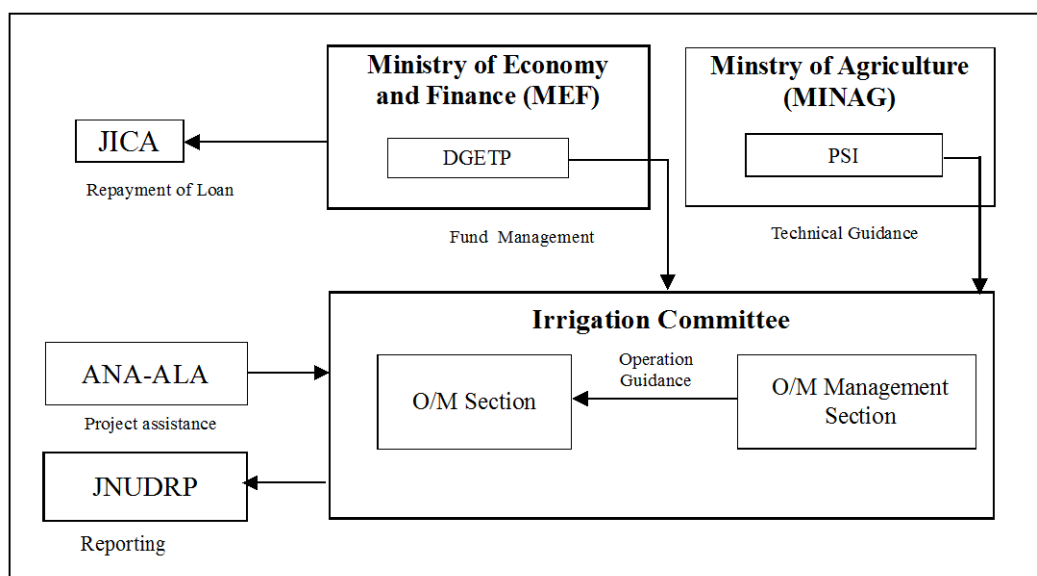 Ministry of Economy
and Finance (MEF)
DGETP
Minstry of Agriculture
(MINAG)
PSI
JICA
Repayment of Loan
Fund Management
Technical Guidance
Irrigation Committee
ANA-ALA
Project assistance
O/M Section
Operation
Guidance
O/M Management
Section
JNUDRP
Reporting